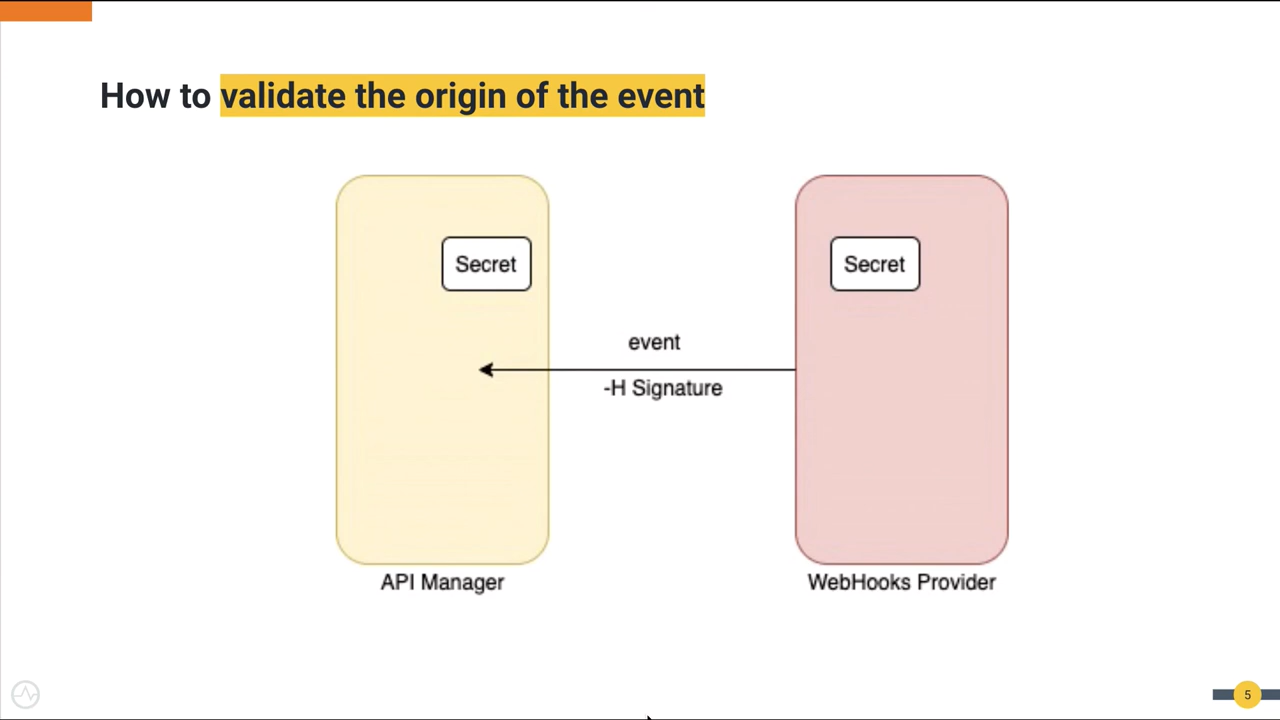 How to validate the origin of the event
Secret
Secret
event
-H Signature
API Manager
WebHooks Provider
5